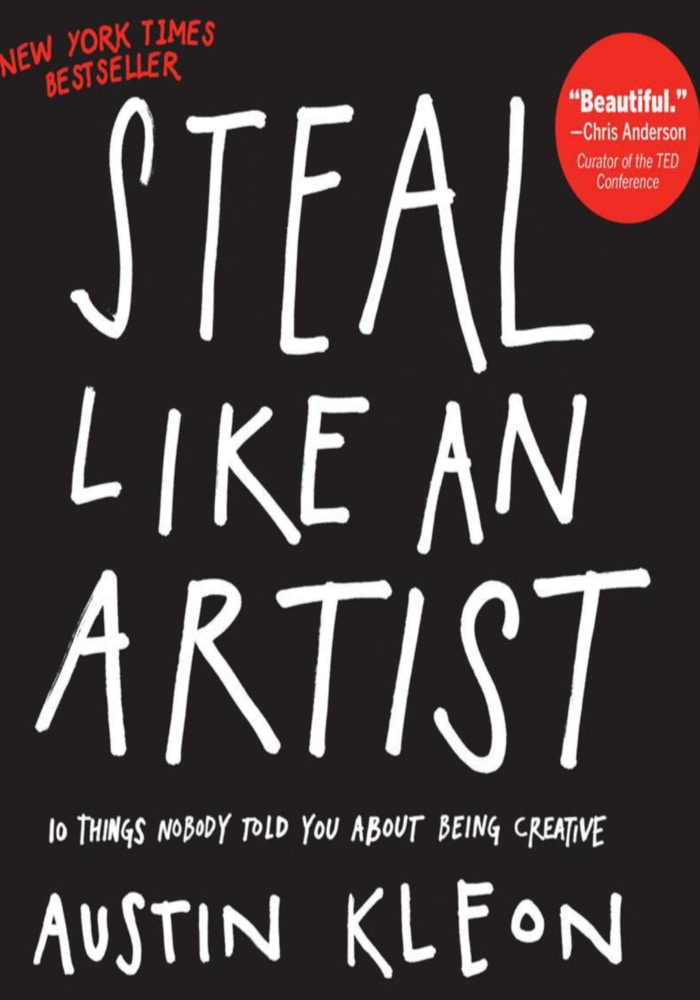 NEW YORK TIMES
BESTSELLER
“Beautiful.”
—Chris Anderson
Curator of the TED
Conference
STEAL
LIKE AN
ARTIST
10 THINGS NOBODY TOLD YOU ABOUT BEING CREATIVE
AUSTIN KLEON